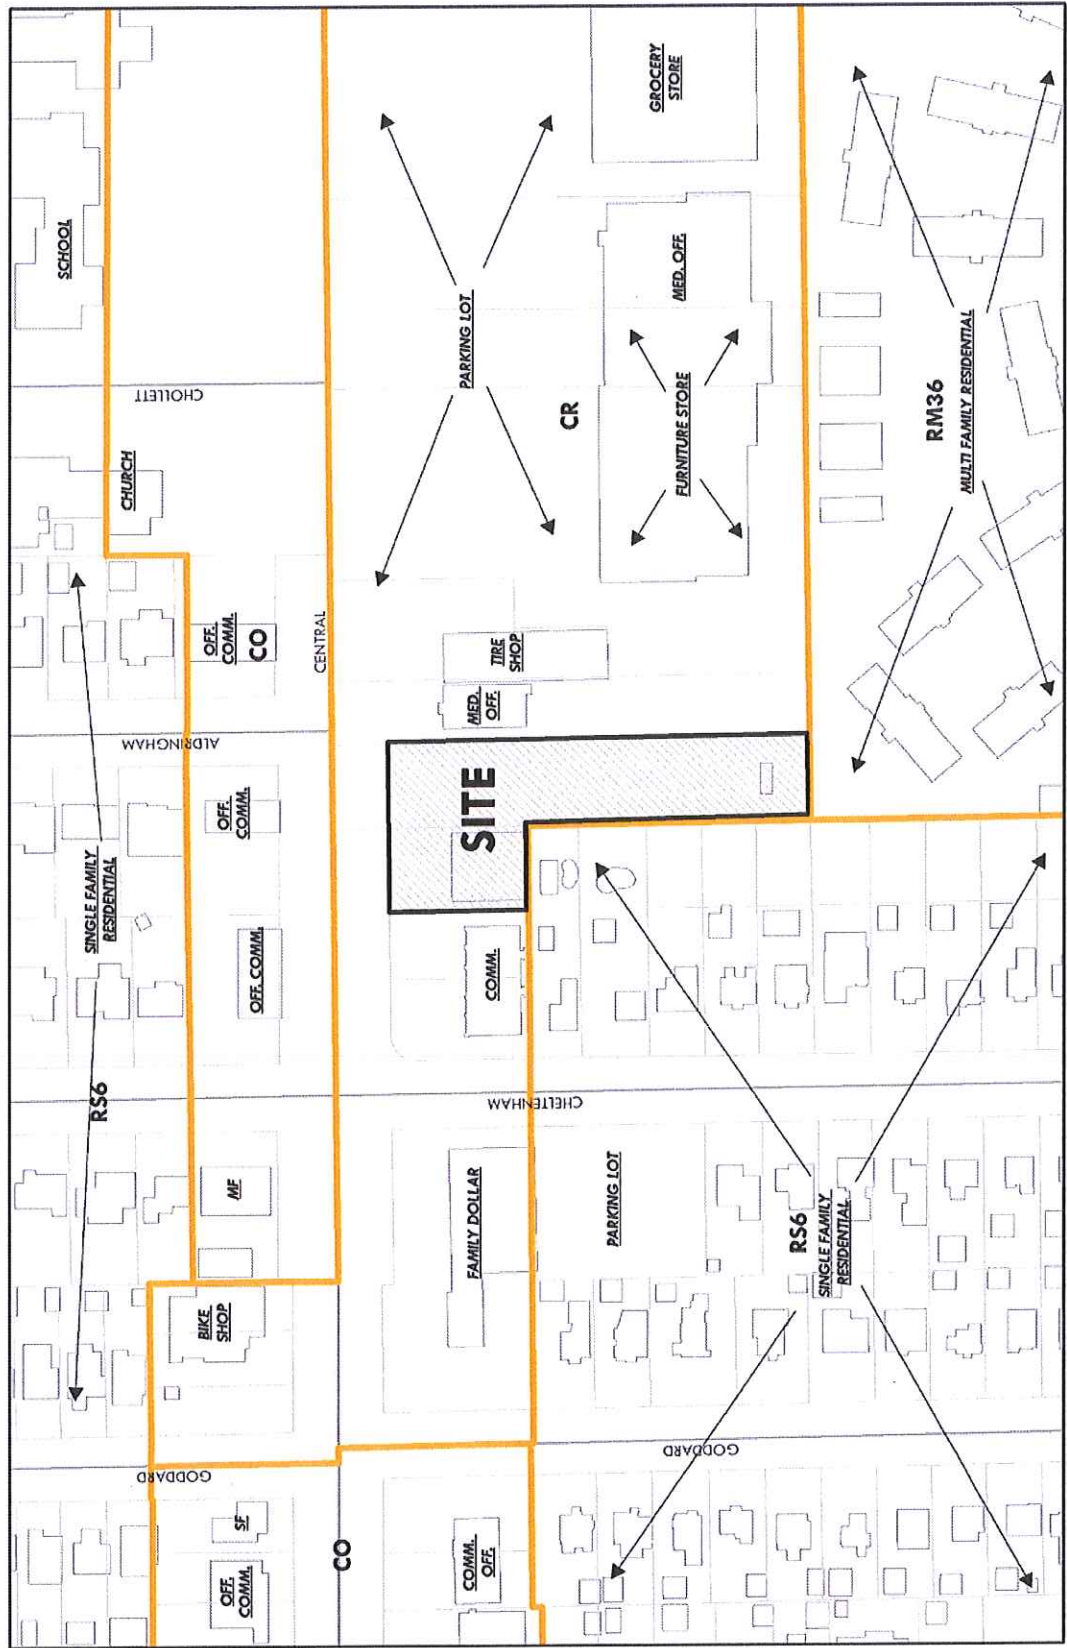 GODDARD
RS6
SINGLE FAMILY
RESIDENTIAL
ALDRINGHAM
CHURCH
CHOLLETT
SCHOOL
OFF.
COMM.
SF
BIKE
SHOP
MF
OFF. COMM.
OFF.
COMM.
OFF.
COMM.
CO
CO
CENTRAL
COMM.
OFF.
FAMILY DOLLAR
CHELTENHAM
COMM.
SITE
MED.
OFF.
TIRE
SHOP
PARKING LOT
CR
FURNITURE STORE
MED. OFF.
GROCERY
STORE
GODDARD
PARKING LOT
RS6
SINGLE FAMILY
RESIDENTIAL
RM36
MULTI FAMILY RESIDENTIAL